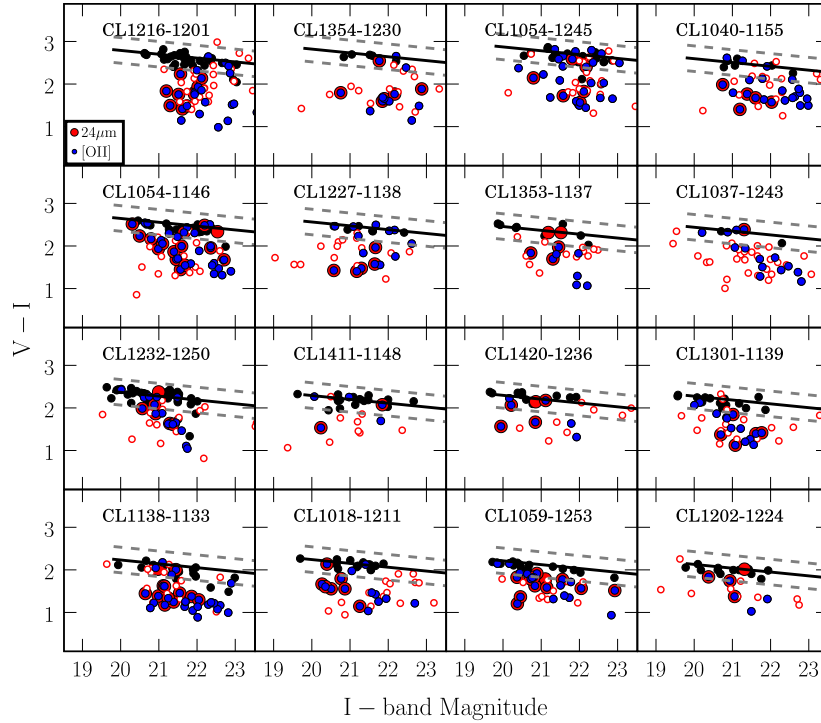 CL1216-1201 CL1354-1230 CL1054-1245 CL1040-1155
3
2
1
24μm
[OII]
CL1054-1146 CL1227-1138 CL1353-1137 CL1037-1243
3
2
1
V − I
CL1232-1250 CL1411-1148 CL1420-1236 CL1301-1139
3
2
1
CL1138-1133 CL1018-1211 CL1059-1253 CL1202-1224
3
2
1
19 20 21 22 23 19 20 21 22 23 19 20 21 22 23 19 20 21 22 23
I − band Magnitude